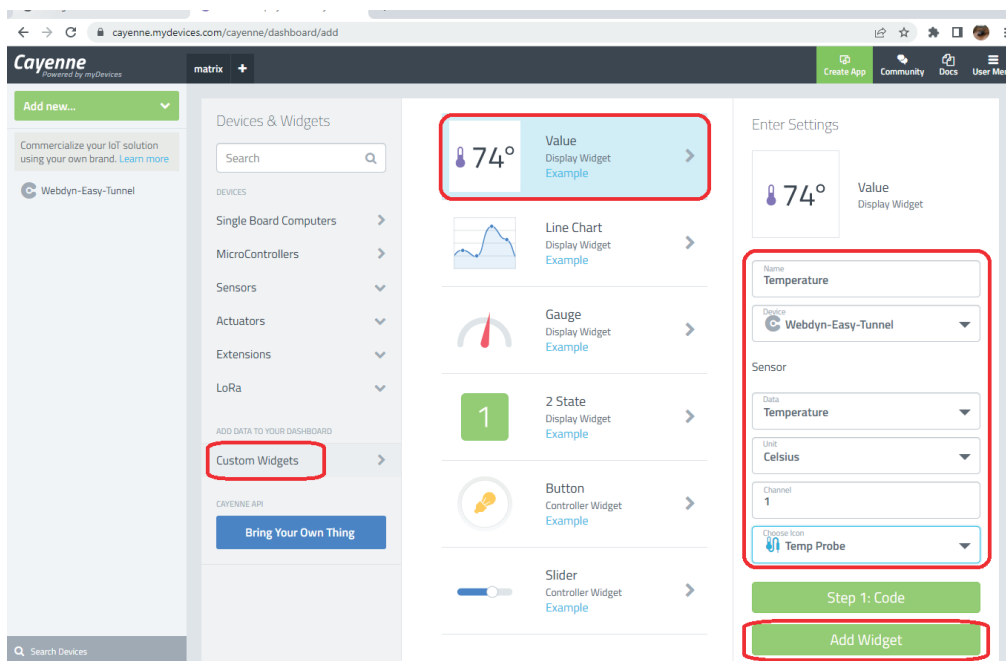 cayenne.mydevices.com/cayenne/dashboard/add
Cayenne
Powered by myDevices
matrix +
Create App
Community
Docs
User Me
Add new...
Commercialize your IoT solution
using your own brand. Learn more
Webdyn-Easy-Tunnel
Search Devices
Devices & Widgets
Search
DEVICES
Single Board Computers
MicroControllers
Sensors
Actuators
Extensions
LoRa
ADD DATA TO YOUR DASHBOARD
Custom Widgets
CAYENNE API
Bring Your Own Thing
74°
Value
Display Widget
Example
Line Chart
Display Widget
Example
Gauge
Display Widget
Example
1
2 State
Display Widget
Example
Button
Controller Widget
Example
Slider
Controller Widget
Example
Enter Settings
74°
Value
Display Widget
Name
Temperature
Device
Webdyn-Easy-Tunnel
Sensor
Data
Temperature
Unit
Celsius
Channel
1
Choose Icon
Temp Probe
Step 1: Code
Add Widget